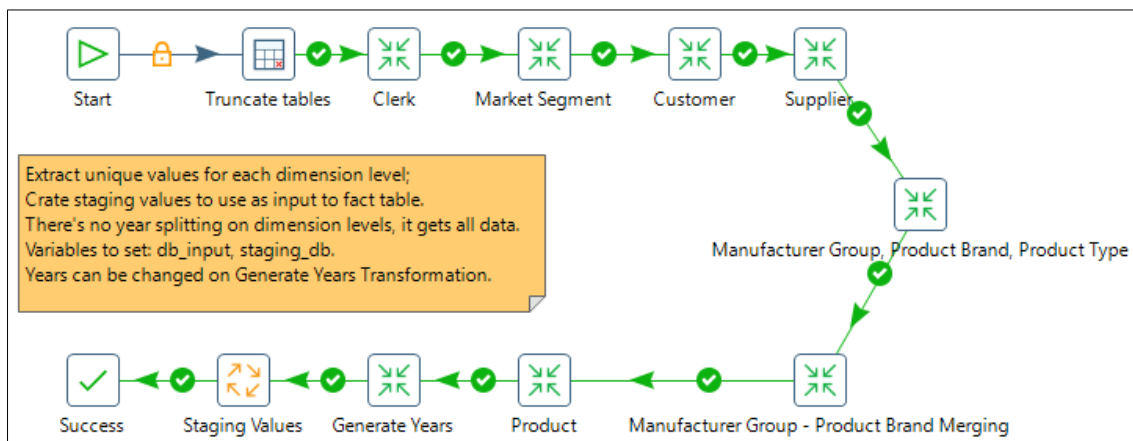 Start
Truncate tables
Clerk
Market Segment
Customer
Supplier
Extract unique values for each dimension level;
Crate staging values to use as input to fact table.
There's no year splitting on dimension levels, it gets all data.
Variables to set: db_input, staging_db.
Years can be changed on Generate Years Transformation.
Manufacturer Group, Product Brand, Product Type
Success
Staging Values
Generate Years
Product
Manufacturer Group - Product Brand Merging